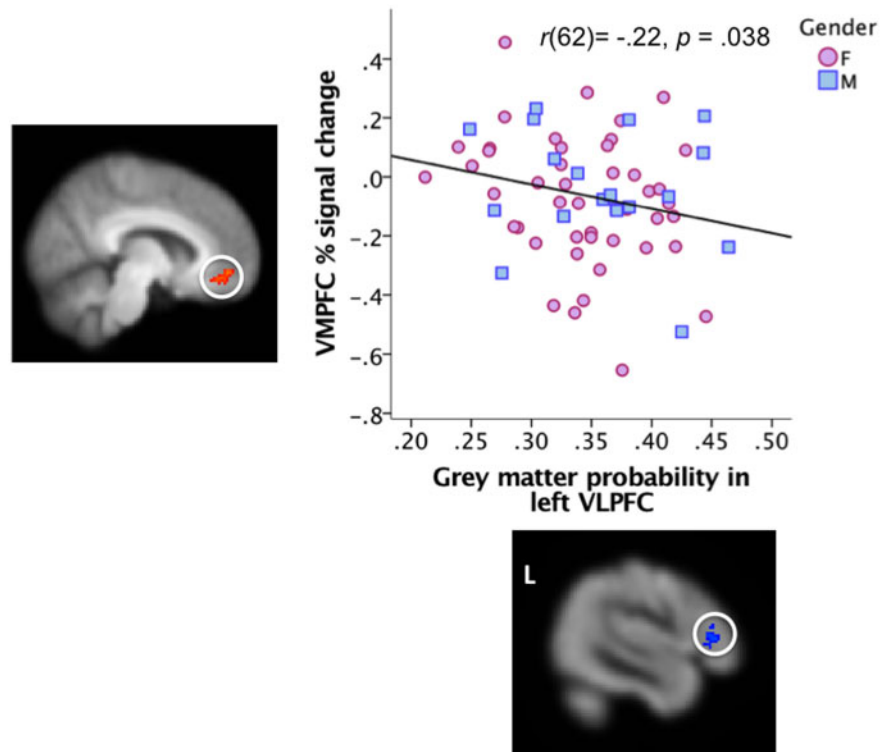 r(62)= -.22, p = .038
Gender
F
M
VMPFC % signal change
.4
.2
.0
-.2
-.4
-.6
-.8
.20 .25 .30 .35 .40 .45 .50
Grey matter probability in
left VLPFC
L